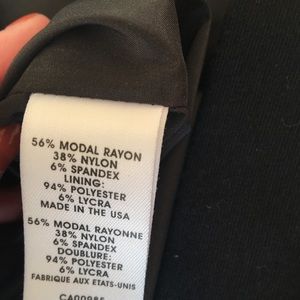 56% MODAL RAYON
38% NYLON
6% SPANDEX
LINING:
94% POLYESTER
6% LYCRA
MADE IN THE USA
56% MODAL RAYONNE
38% NYLON
6% SPANDEX
DOUBLURE:
94% POLYESTER
6% LYCRA
FABRIQUE AUX ETATS-UNIS